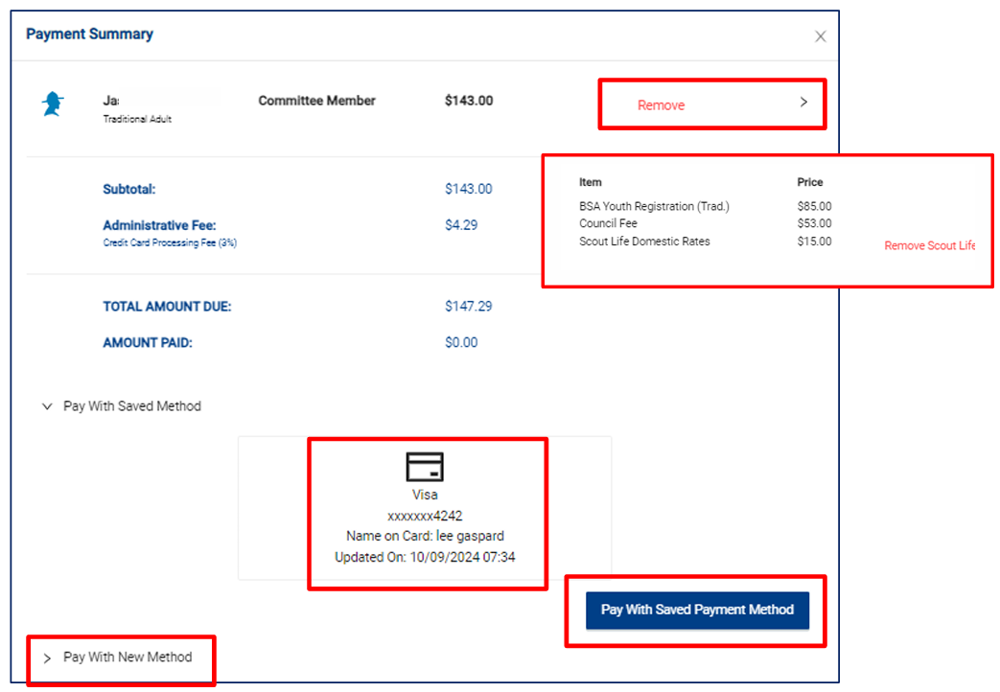 Payment Summary
Ja Committee Member $143.00 Remove
Traditional Adult
Item Price
BSA Youth Registration (Trad.) $85.00
Council Fee $53.00
Scout Life Domestic Rates $15.00 Remove Scout Life
Subtotal: $143.00
Administrative Fee: $4.29
Credit Card Processing Fee (3%)
TOTAL AMOUNT DUE: $147.29
AMOUNT PAID: $0.00
Pay With Saved Method
Visa
xxxxxxx4242
Name on Card: lee gaspard
Updated On: 10/09/2024 07:34
Pay With Saved Payment Method
Pay With New Method